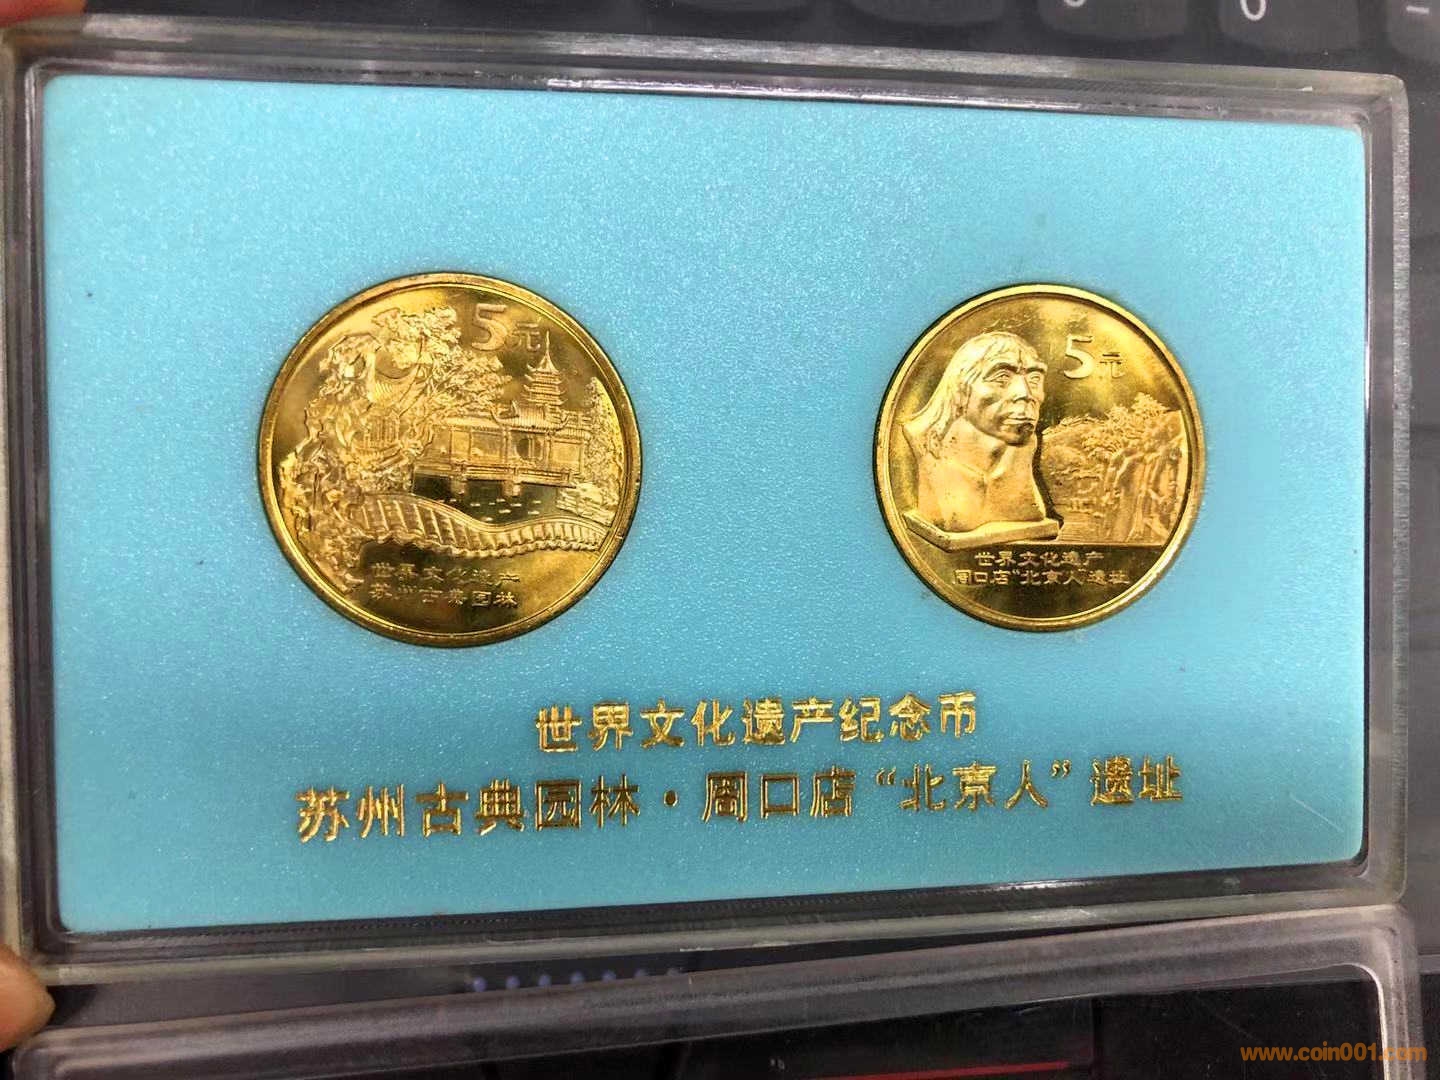 5元
世界文化遗产
苏州古典园林
5元
世界文化遗产
周口店“北京人”遗址
世界文化遗产纪念币
苏州古典园林·周口店“北京人”遗址
www.coin001.com